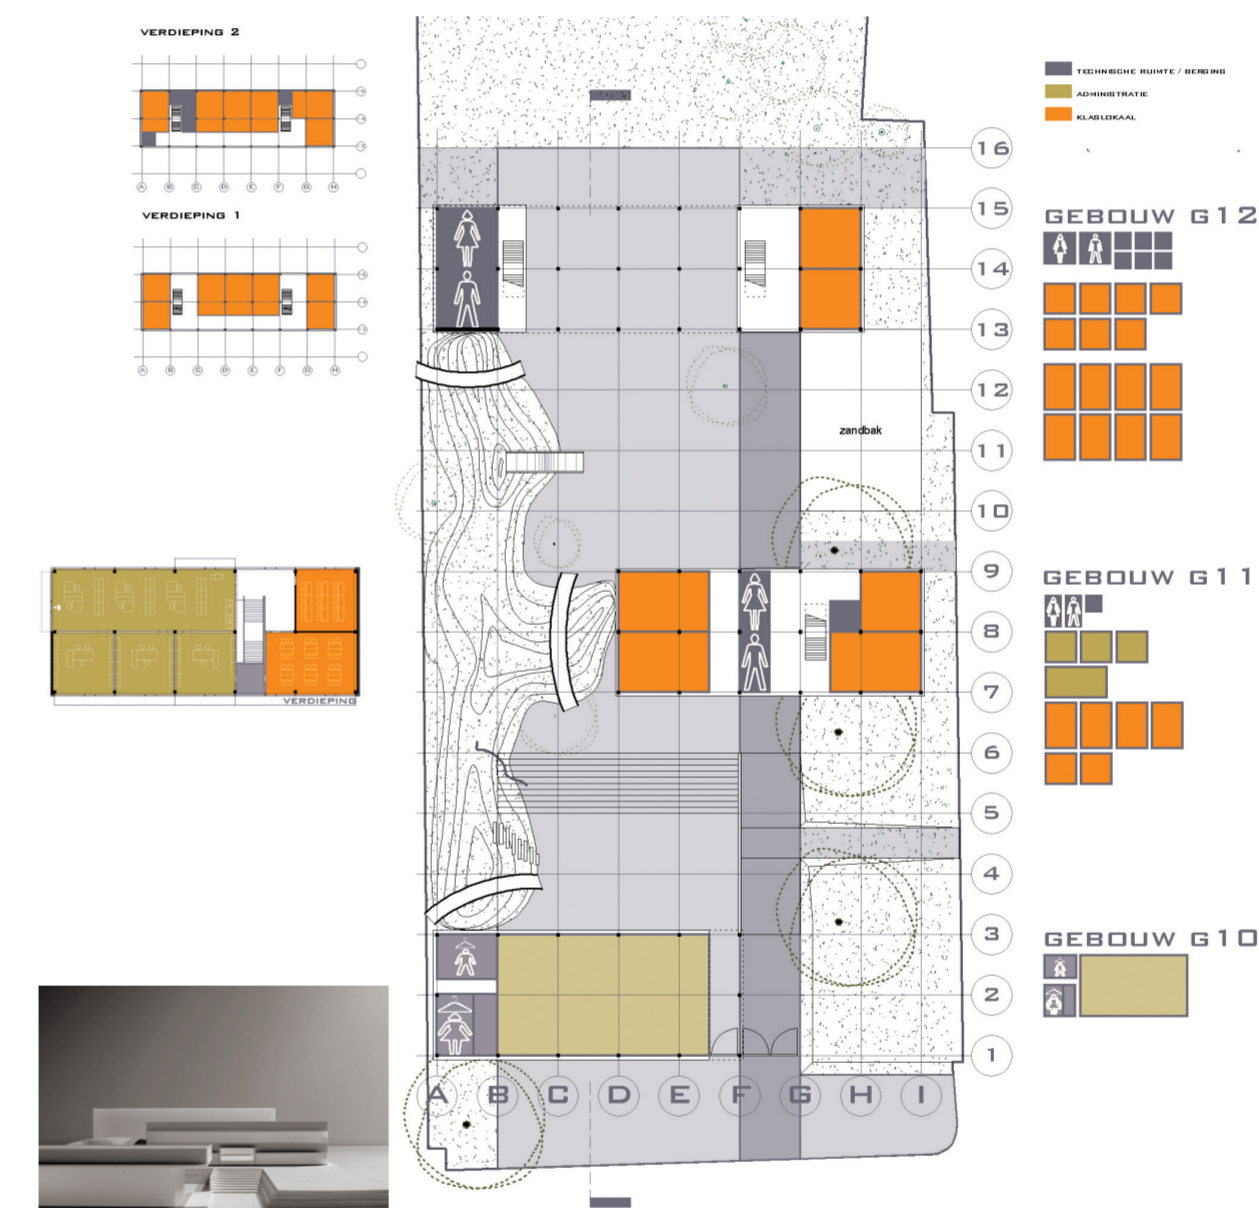 VERDIEPING 2
A B C D E F G H
VERDIEPING 1
A B C D E F G H
VERDIEPING
16
15
14
13
12
11
10
9
8
7
6
5
4
3
2
1
zandbak
A B C D E F G H I
TECHNISCHE RUIMTE / BERGING
ADMINISTRATIE
KLASLOKAAL
GEBOUW G12
GEBOUW G11
GEBOUW G10